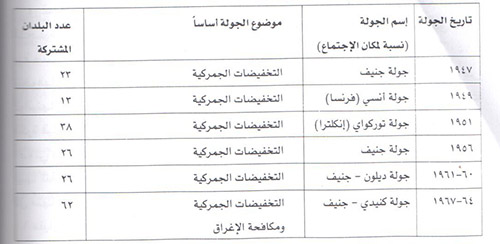 تاريخ الجولة إسم الجولة موضوع الجولة أساساً عدد البلدان
(نسبة لمكان الإجتماع) المشتركة
١٩٤٧ جولة جنيف التخفيضات الجمركية ٢٣
١٩٤٩ جولة أنسي (فرنسا) التخفيضات الجمركية ١٣
١٩٥١ جولة توركواي (إنكلترا) التخفيضات الجمركية ٣٨
١٩٥٦ جولة جنيف التخفيضات الجمركية ٢٦
٦٠-١٩٦١ جولة ديلون - جنيف التخفيضات الجمركية ٢٦
٦٤-١٩٦٧ جولة كنيدي - جنيف التخفيضات الجمركية ٦٢
ومكافحة الإغراق